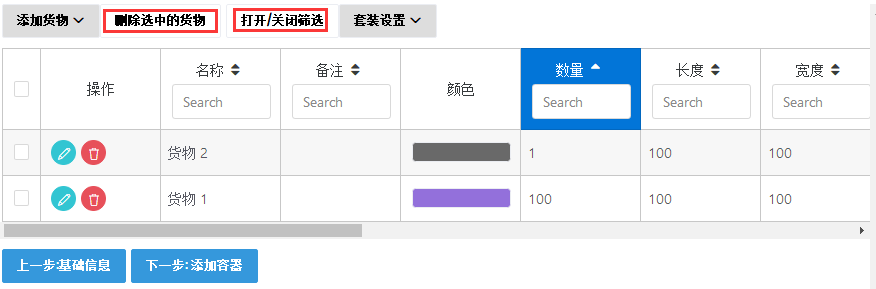 添加货物 删除选中的货物 打开/关闭筛选 套装设置
操作 名称 备注 颜色 数量 长度 宽度
Search Search Search Search Search
货物 2 1 100 100
货物 1 100 100 100
上一步:基础信息 下一步: 添加容器